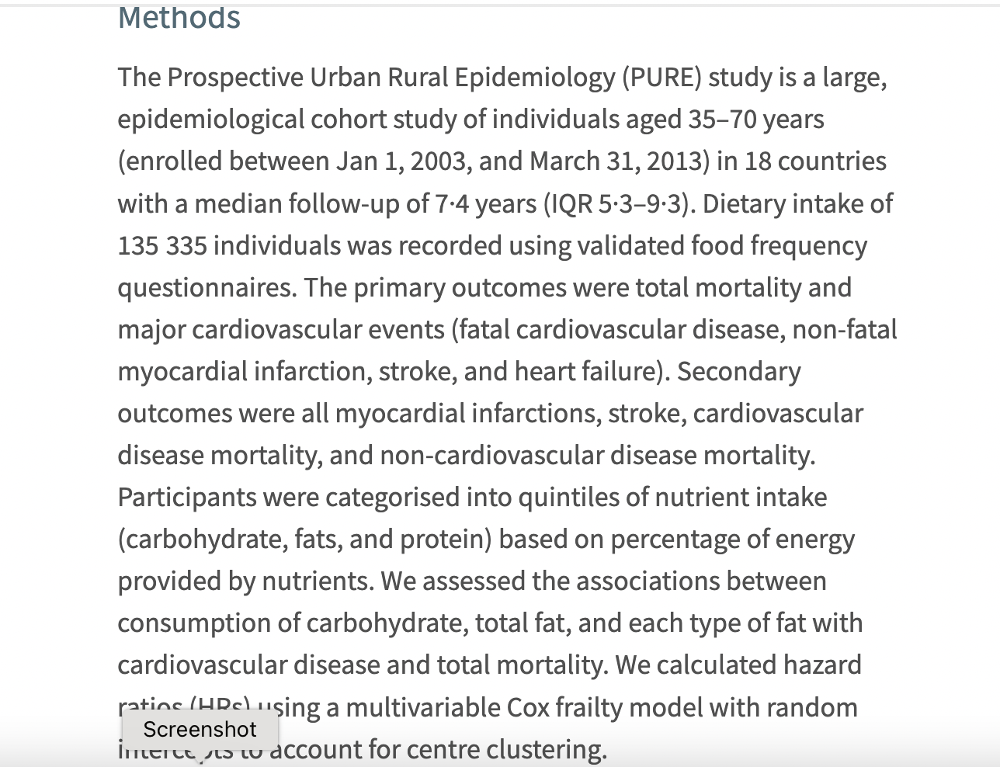 Methods
The Prospective Urban Rural Epidemiology (PURE) study is a large,
epidemiological cohort study of individuals aged 35–70 years
(enrolled between Jan 1, 2003, and March 31, 2013) in 18 countries
with a median follow-up of 7·4 years (IQR 5·3–9·3). Dietary intake of
135 335 individuals was recorded using validated food frequency
questionnaires. The primary outcomes were total mortality and
major cardiovascular events (fatal cardiovascular disease, non-fatal
myocardial infarction, stroke, and heart failure). Secondary
outcomes were all myocardial infarctions, stroke, cardiovascular
disease mortality, and non-cardiovascular disease mortality.
Participants were categorised into quintiles of nutrient intake
(carbohydrate, fats, and protein) based on percentage of energy
provided by nutrients. We assessed the associations between
consumption of carbohydrate, total fat, and each type of fat with
cardiovascular disease and total mortality. We calculated hazard
ratios (HRs) using a multivariable Cox frailty model with random
Screenshot
intercepts to account for centre clustering.